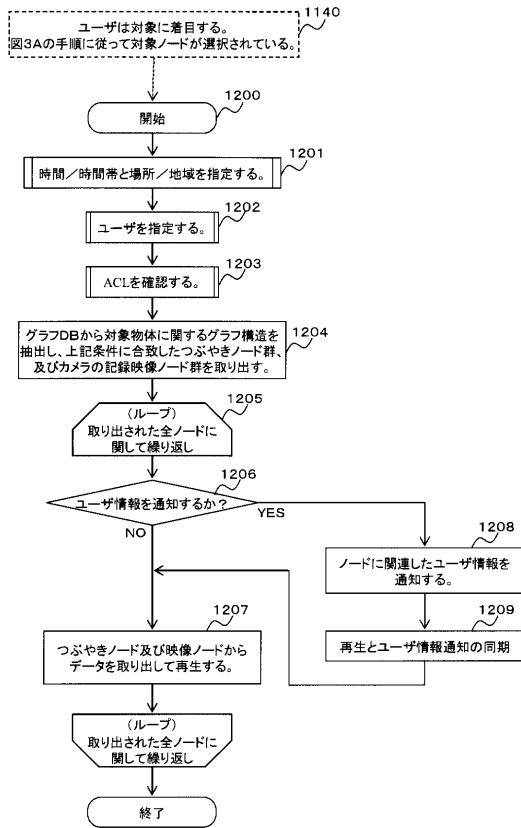 1140
ユーザは対象に着目する。
図3Aの手順に従って対象ノードが選択されている。
1200
開始
1201
時間／時間帯と場所／地域を指定する。
1202
ユーザを指定する。
1203
ACLを確認する。
1204
グラフDBから対象物体に関するグラフ構造を
抽出し、上記条件に合致したつぶやきノード群、
及びカメラの記録映像ノード群を取り出す。
1205
(ループ)
取り出された全ノードに
関して繰り返し
1206
ユーザ情報を通知するか？
YES
NO
1208
ノードに関連したユーザ情報を
通知する。
1209
再生とユーザ情報通知の同期
1207
つぶやきノード及び映像ノードから
データを取り出して再生する。
(ループ)
取り出された全ノードに
関して繰り返し
終了